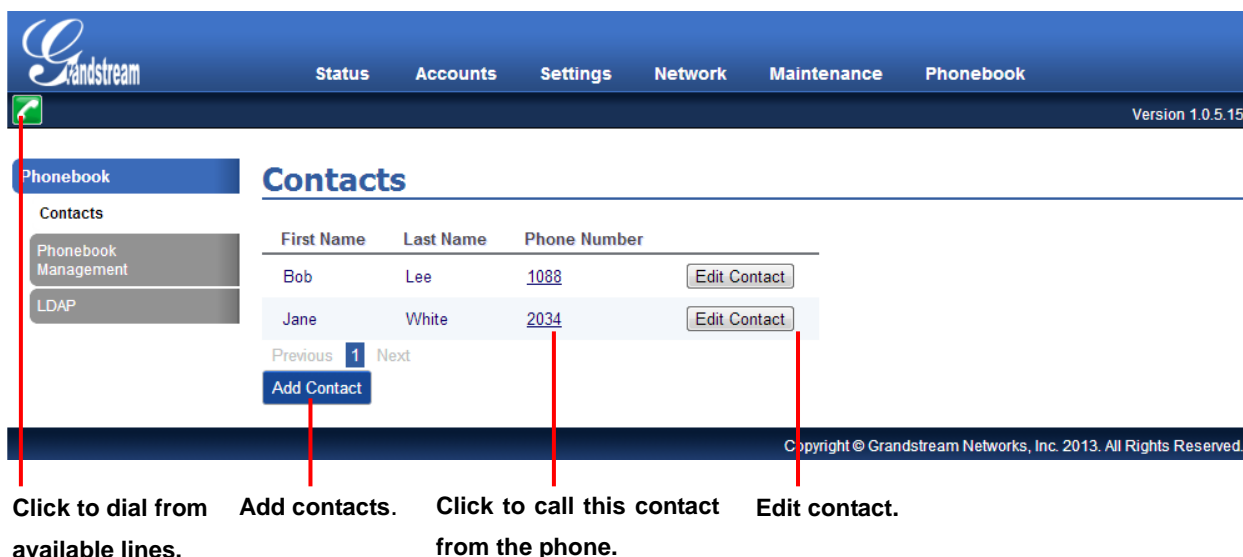 Grandstream
Status Accounts Settings Network Maintenance Phonebook
Version 1.0.5.15
Phonebook
Contacts
Phonebook
Management
LDAP
Contacts
First Name Last Name Phone Number
Bob Lee 1088 Edit Contact
Jane White 2034 Edit Contact
Previous 1 Next
Add Contact
Copyright © Grandstream Networks, Inc. 2013. All Rights Reserved.
Click to dial from
available lines.
Add contacts.
Click to call this contact
from the phone.
Edit contact.